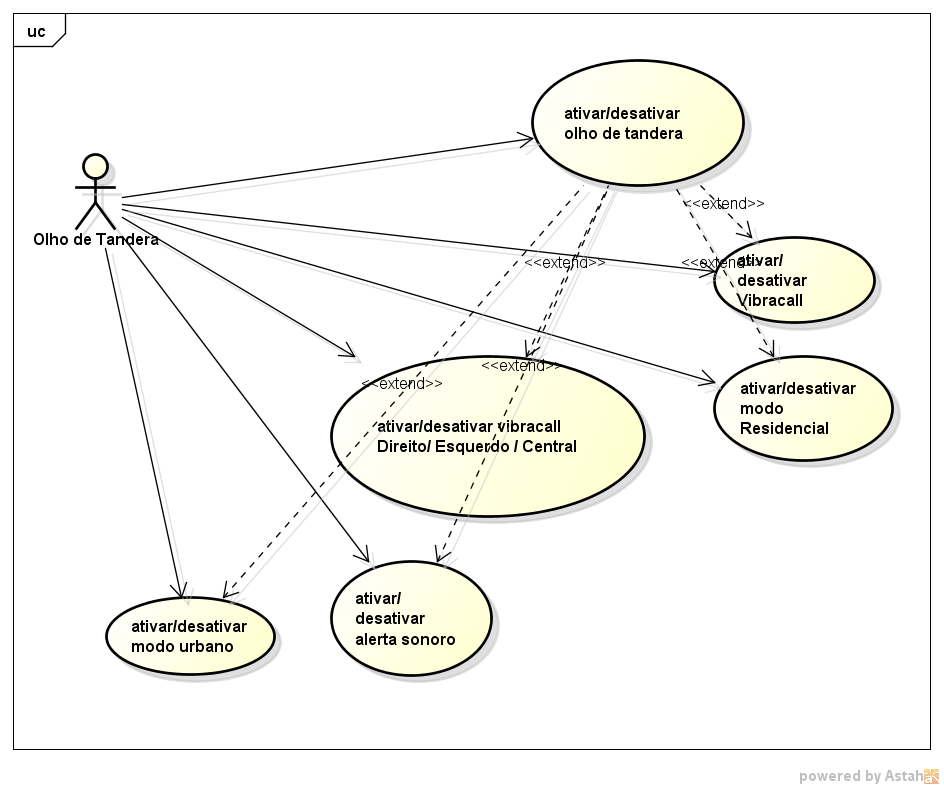 uc
ativar/desativar
olho de tandera
Olho de Tandera
<<extend>>
<<extend>>
<<extend>>
ativar/
desativar
Vibracall
<<extend>>
<<extend>>
ativar/desativar
modo
Residencial
ativar/desativar vibracall
Direito/ Esquerdo / Central
ativar/
desativar
alerta sonoro
ativar/desativar
modo urbano
powered by Astah